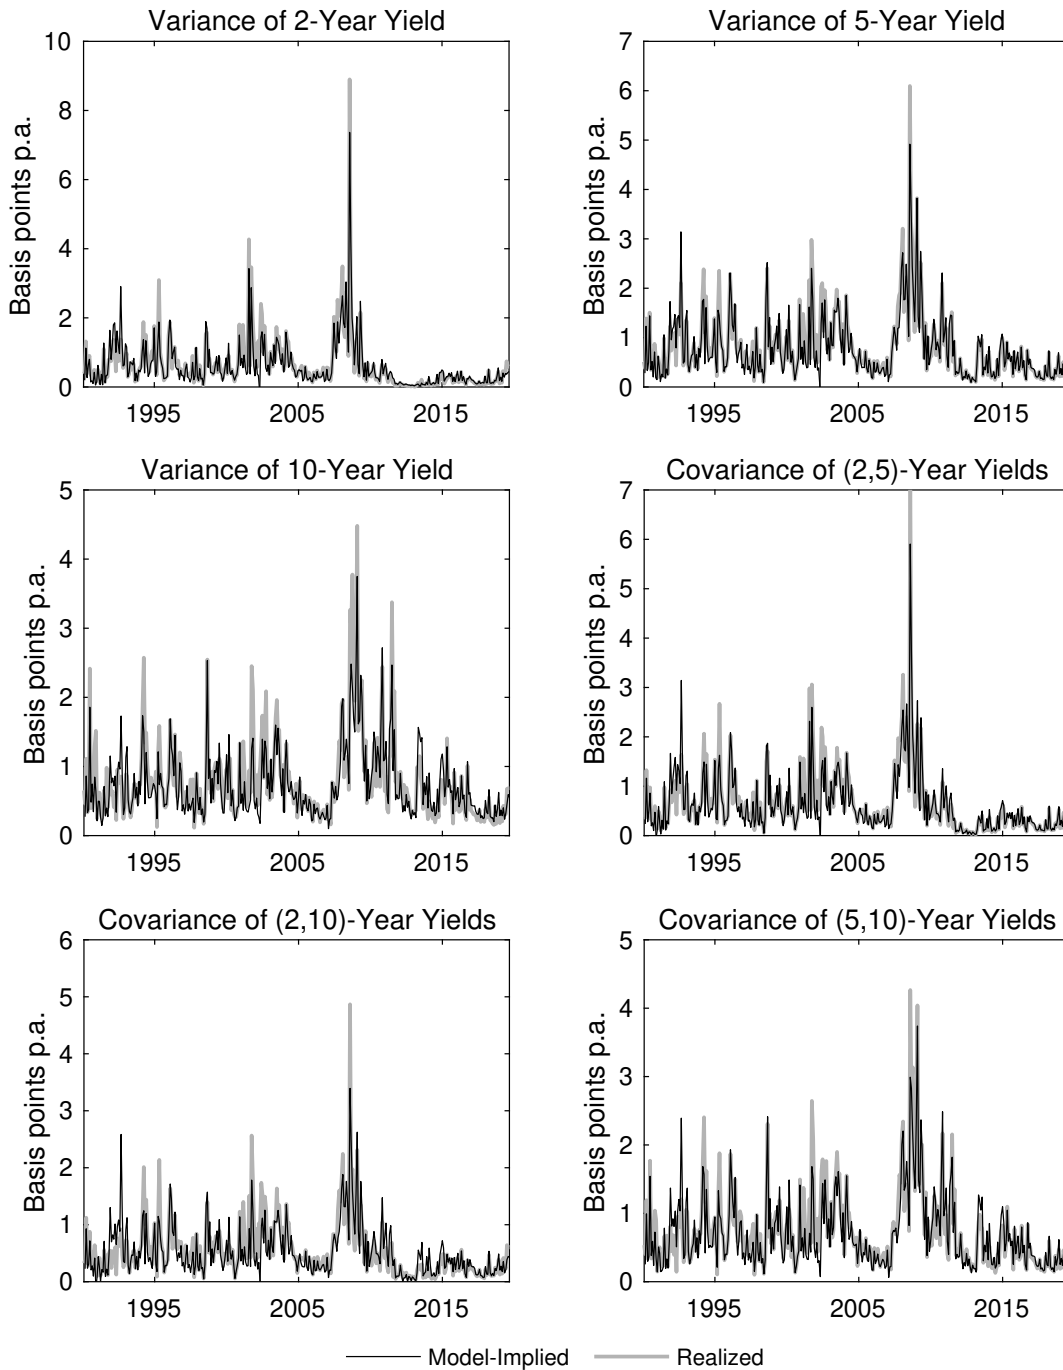 Variance of 2-Year Yield
Basis points p.a.
10
8
6
4
2
0
1995 2005 2015
Variance of 5-Year Yield
Basis points p.a.
7
6
5
4
3
2
1
0
1995 2005 2015
Variance of 10-Year Yield
Basis points p.a.
5
4
3
2
1
0
1995 2005 2015
Covariance of (2,5)-Year Yields
Basis points p.a.
7
6
5
4
3
2
1
0
1995 2005 2015
Covariance of (2,10)-Year Yields
Basis points p.a.
6
5
4
3
2
1
0
1995 2005 2015
Covariance of (5,10)-Year Yields
Basis points p.a.
5
4
3
2
1
0
1995 2005 2015
Model-Implied Realized